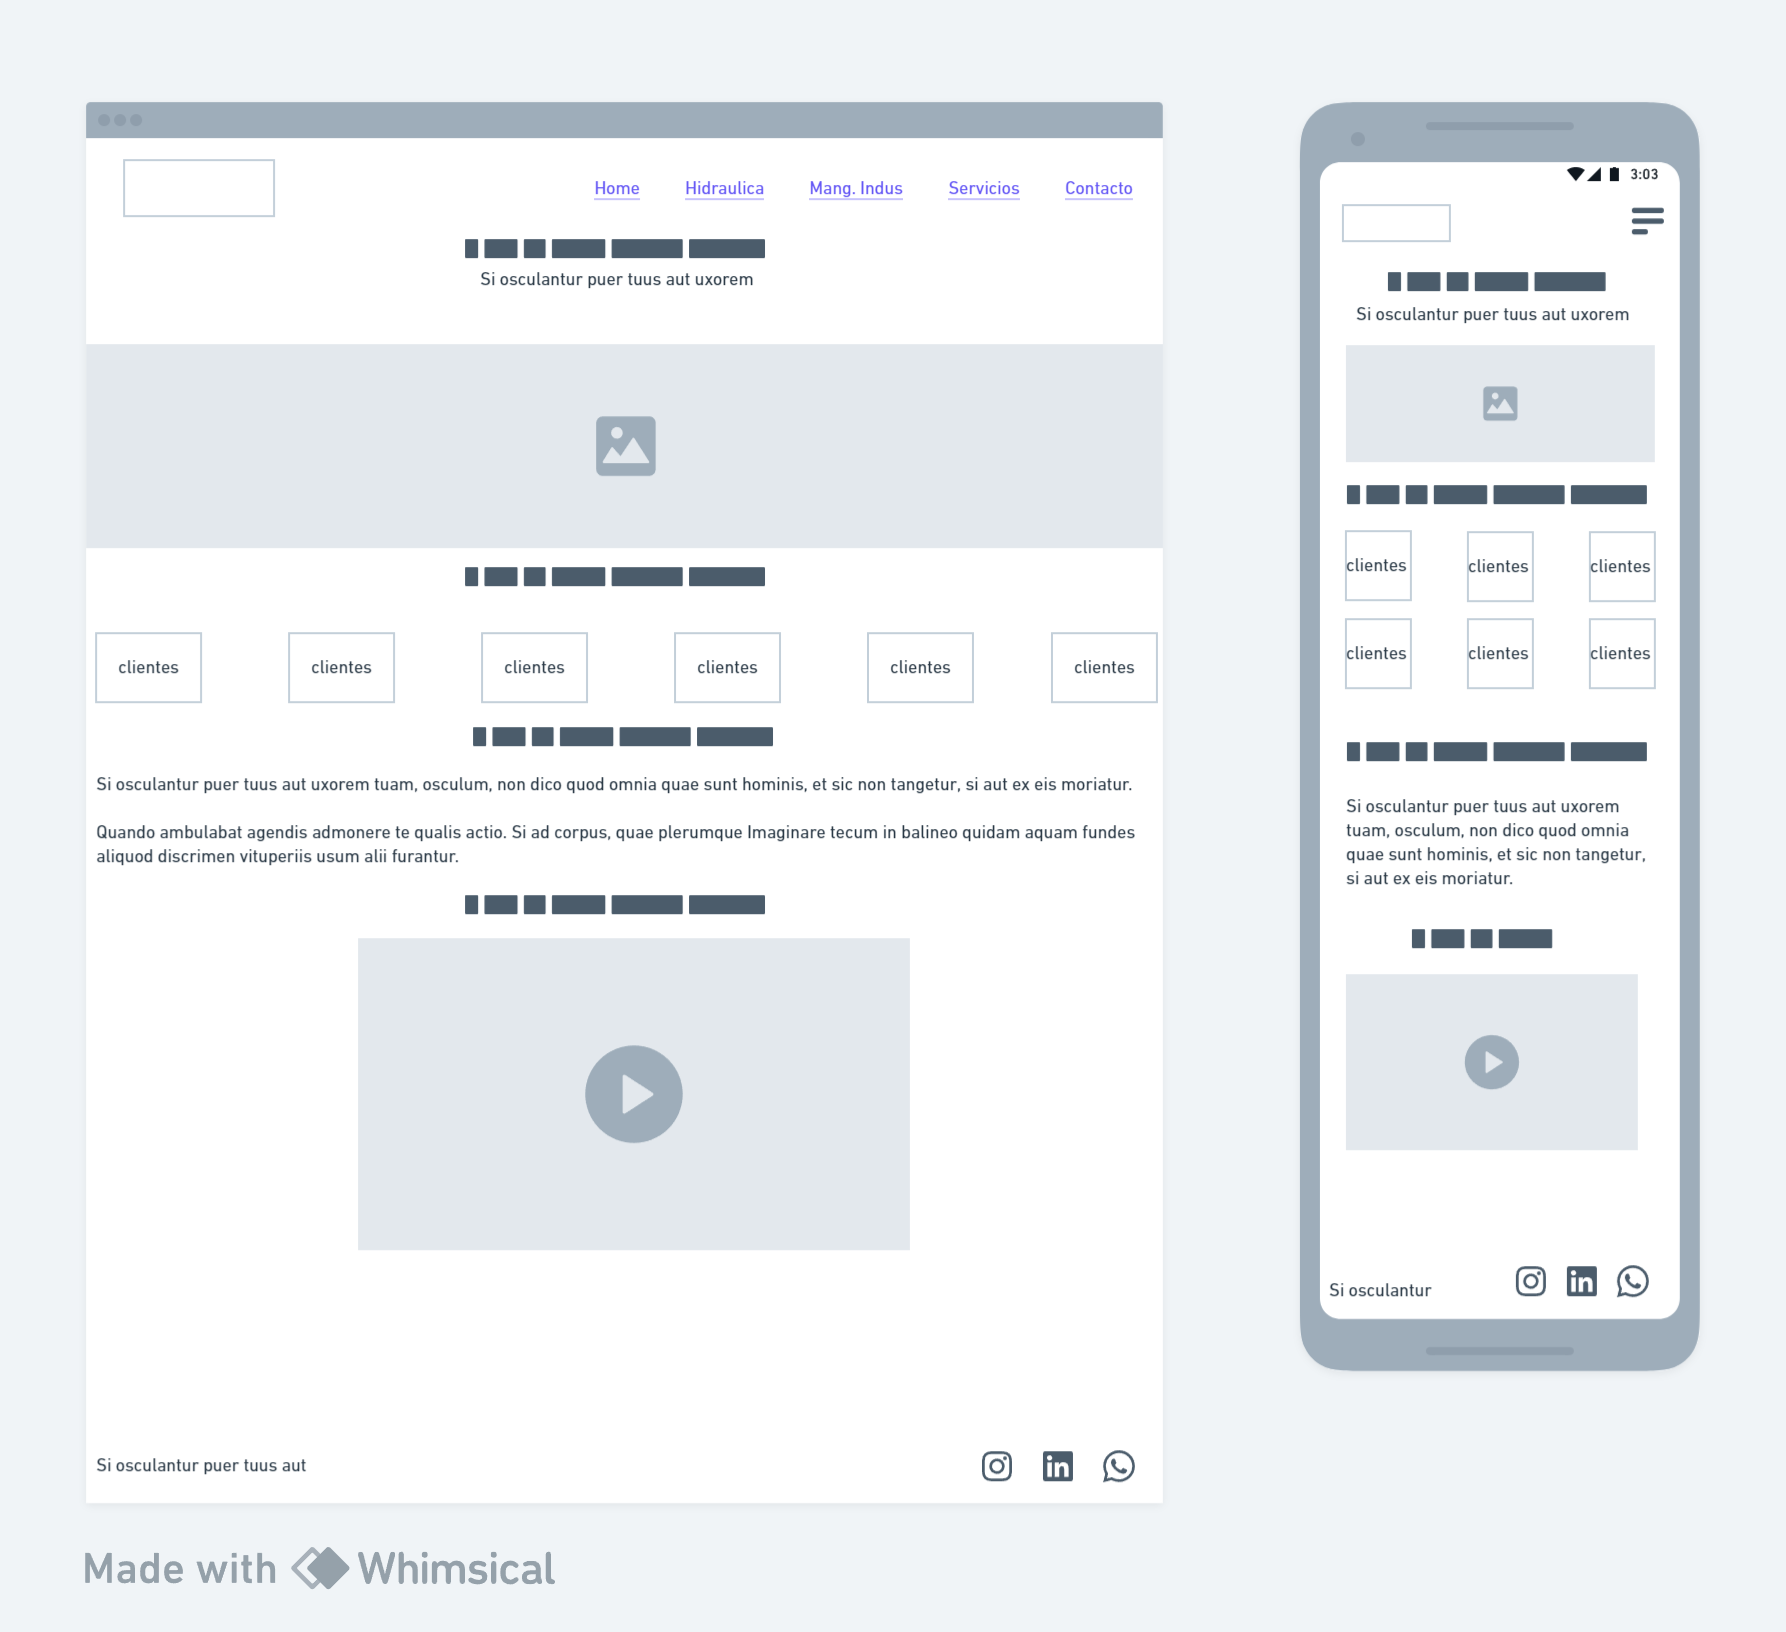 Home Hidraulica Mang. Indus Servicios Contacto
Si osculantur puer tuus aut uxorem
clientes clientes clientes clientes clientes clientes
Si osculantur puer tuus aut uxorem tuam, osculum, non dico quod omnia quae sunt hominis, et sic non tangetur, si aut ex eis moriatur.
Quando ambulabat agendis admonere te qualis actio. Si ad corpus, quae plerumque Imaginare tecum in balineo quidam aquam fundes
aliquod discrimen vituperiis usum alii furantur.
Si osculantur puer tuus aut
in
3:03
Si osculantur puer tuus aut uxorem
clientes clientes clientes
clientes clientes clientes
Si osculantur puer tuus aut uxorem
tuam, osculum, non dico quod omnia
quae sunt hominis, et sic non tangetur,
si aut ex eis moriatur.
Si osculantur
in
Made with Whimsical